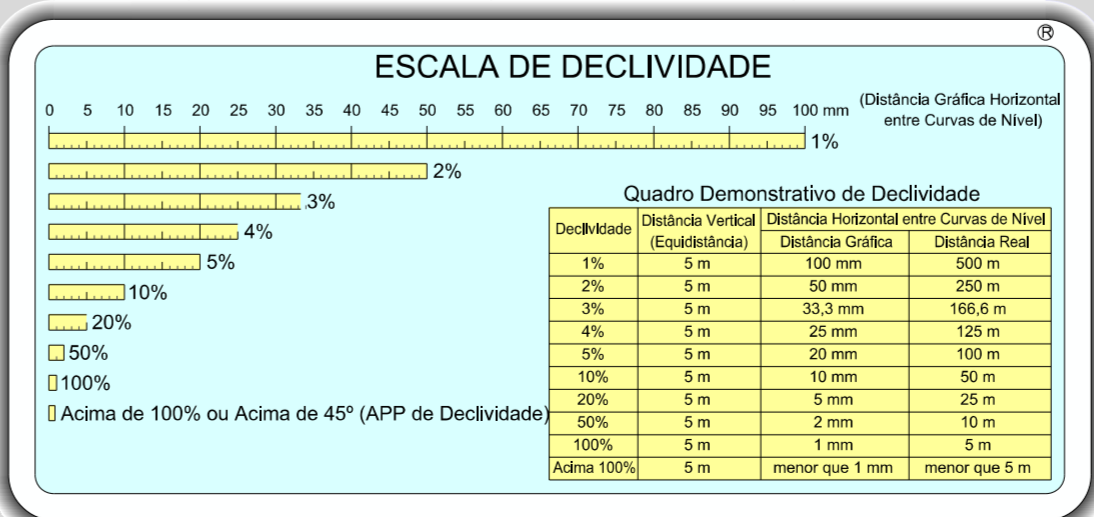 ®
ESCALA DE DECLIVIDADE
0 5 10 15 20 25 30 35 40 45 50 55 60 65 70 75 80 85 90 95 100 mm
(Distância Gráfica Horizontal
entre Curvas de Nível)
1%
2%
3%
4%
5%
10%
20%
50%
100%
Acima de 100% ou Acima de 45º (APP de Declividade)
Quadro Demonstrativo de Declividade
Declividade Distância Vertical (Equidistância) Distância Horizontal entre Curvas de Nível
Distância Gráfica Distância Real
1% 5 m 100 mm 500 m
2% 5 m 50 mm 250 m
3% 5 m 33,3 mm 166,6 m
4% 5 m 25 mm 125 m
5% 5 m 20 mm 100 m
10% 5 m 10 mm 50 m
20% 5 m 5 mm 25 m
50% 5 m 2 mm 10 m
100% 5 m 1 mm 5 m
Acima 100% 5 m menor que 1 mm menor que 5 m